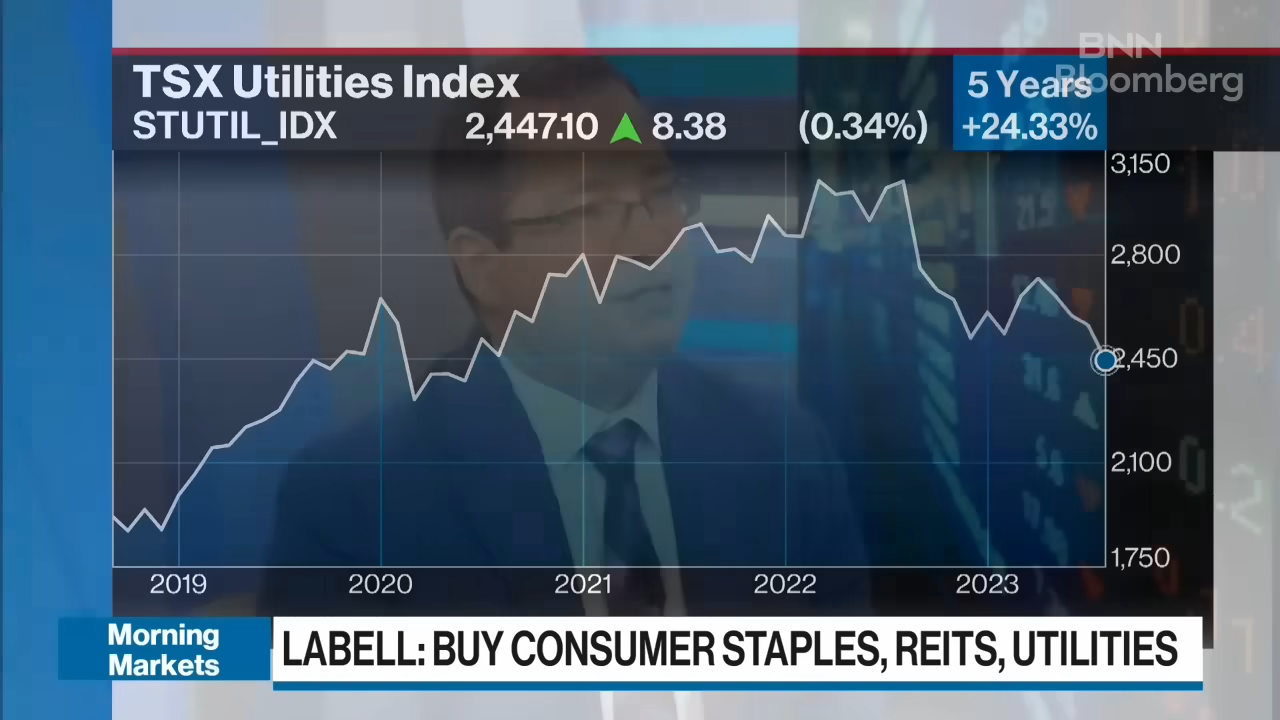 BNN
Bloomberg
TSX Utilities Index
5 Years
STUTIL_IDX 2,447.10 8.38 (0.34%) +24.33%
3,150
2,800
2,450
2,100
1,750
2019 2020 2021 2022 2023
Morning
Markets
LABELL: BUY CONSUMER STAPLES, REITS, UTILITIES